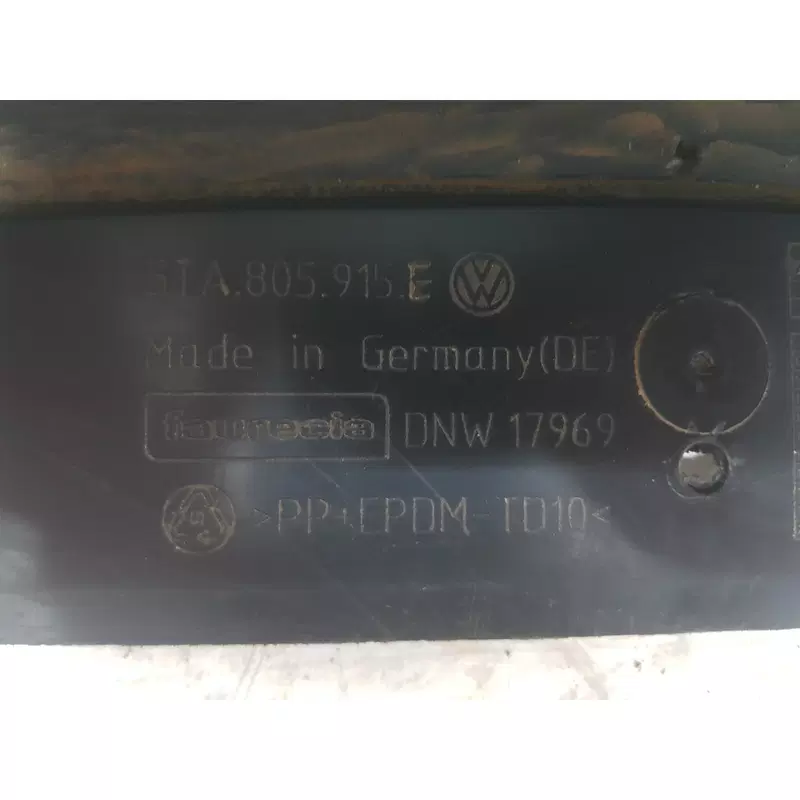 5TA.805.915.E
Made in Germany(DE)
faurecia DNW 17969
>PP+EPDM-TD10<